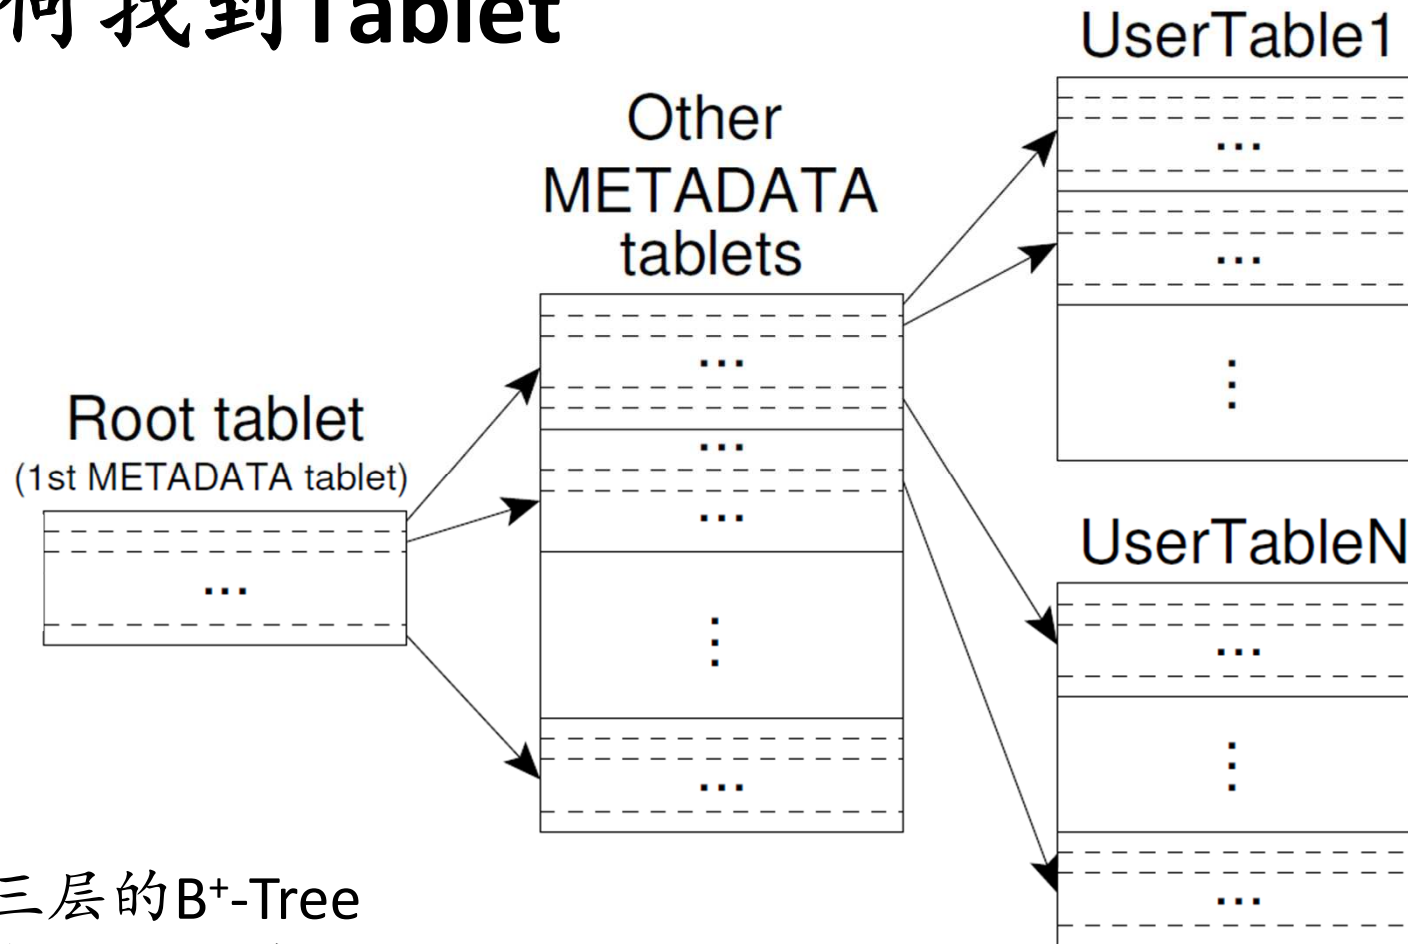 何找到Tablet
UserTable1
Other
METADATA
tablets
Root tablet
(1st METADATA tablet)
UserTableN
三层的B⁺-Tree